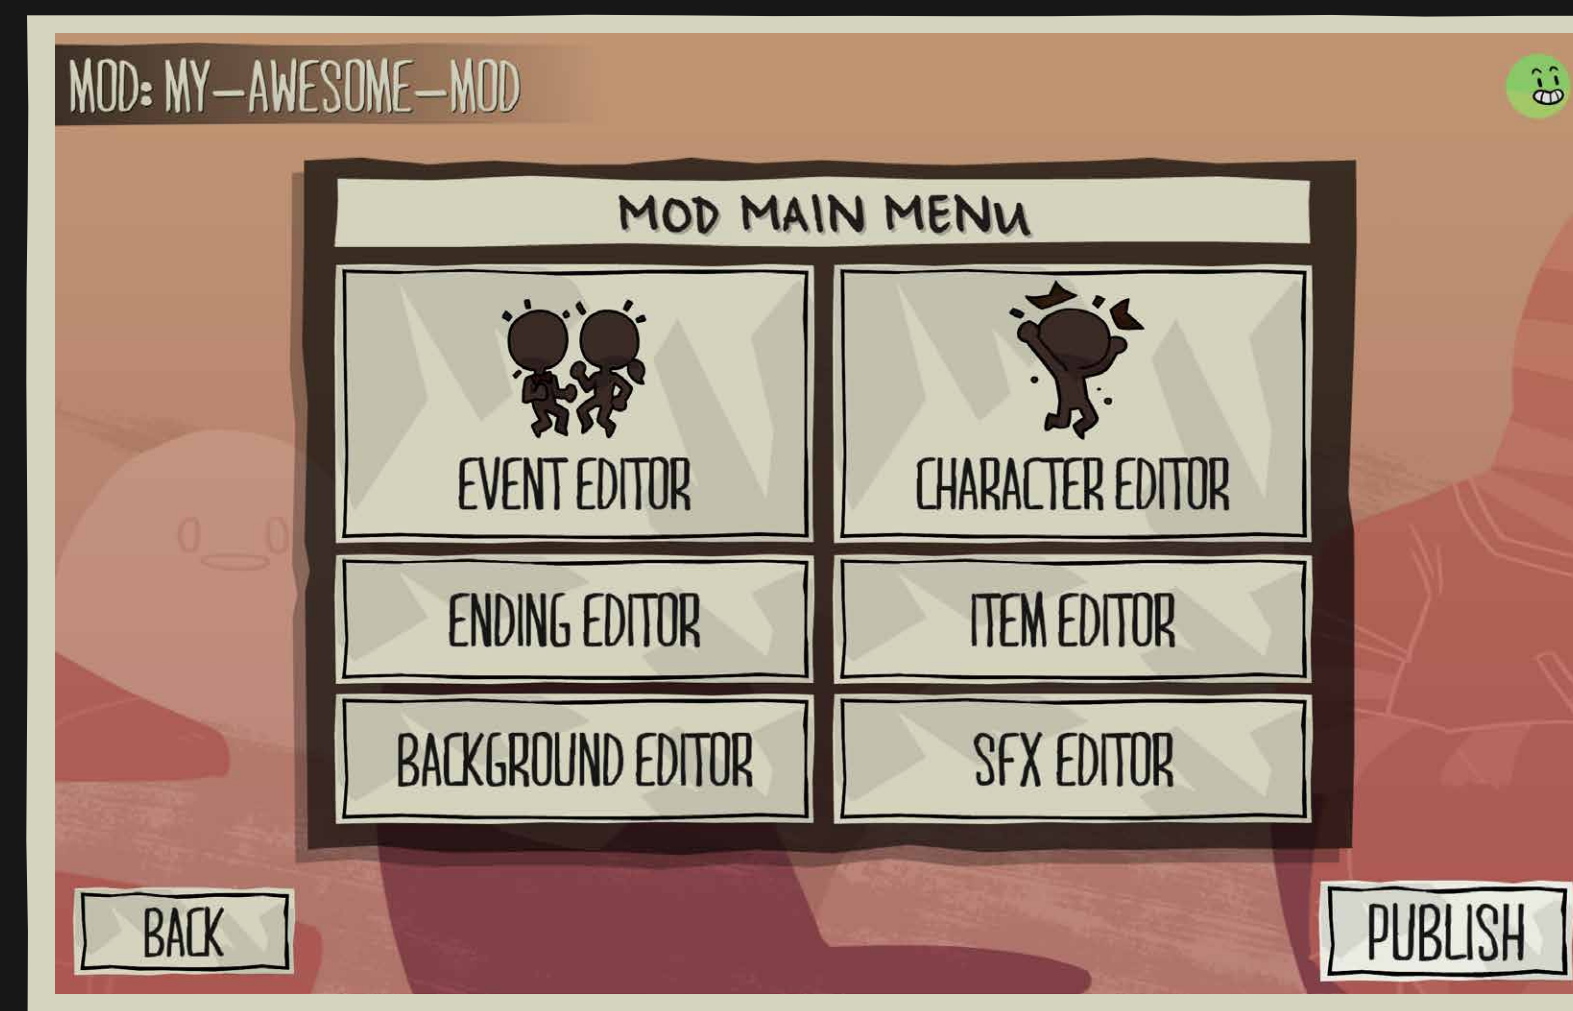 MOD: MY-AWESOME-MOD
MOD MAIN MENU
EVENT EDITOR
CHARACTER EDITOR
ENDING EDITOR
ITEM EDITOR
BACKGROUND EDITOR
SFX EDITOR
BACK
PUBLISH